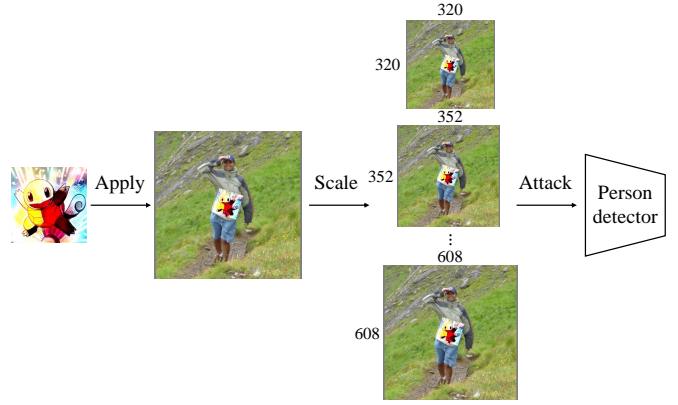 320
320
352
Apply
Scale
352
Attack
Person
detector
...
608
608